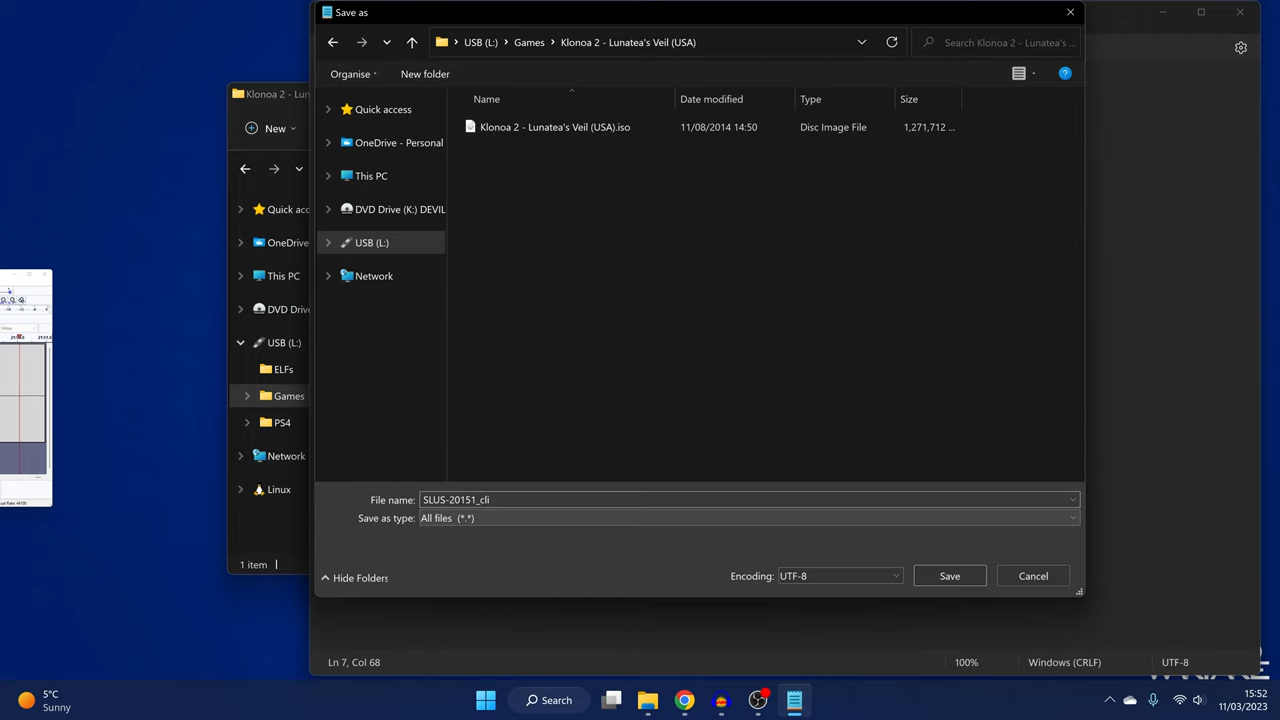 Save as
USB (L:) Games Klonoa 2 - Lunatea's Veil (USA)
Search Klonoa 2 - Lunatea's ...
Organise New folder
Name Date modified Type Size
Klonoa 2 - Lunatea's Veil (USA).iso 11/08/2014 14:50 Disc Image File 1,271,712 ...
Quick access
OneDrive - Personal
This PC
DVD Drive (K:) DEVIL
USB (L:)
Network
File name: SLUS-20151_cli
Save as type: All files (*.*)
Hide Folders
Encoding: UTF-8 Save Cancel
Klonoa 2 - Lun
New
Quick acc
OneDrive
This PC
DVD Drive
USB (L:)
ELFs
Games
PS4
Network
Linux
1 item
Ln 7, Col 68 100% Windows (CRLF) UTF-8
5°C
Sunny
Search
15:52
11/03/2023